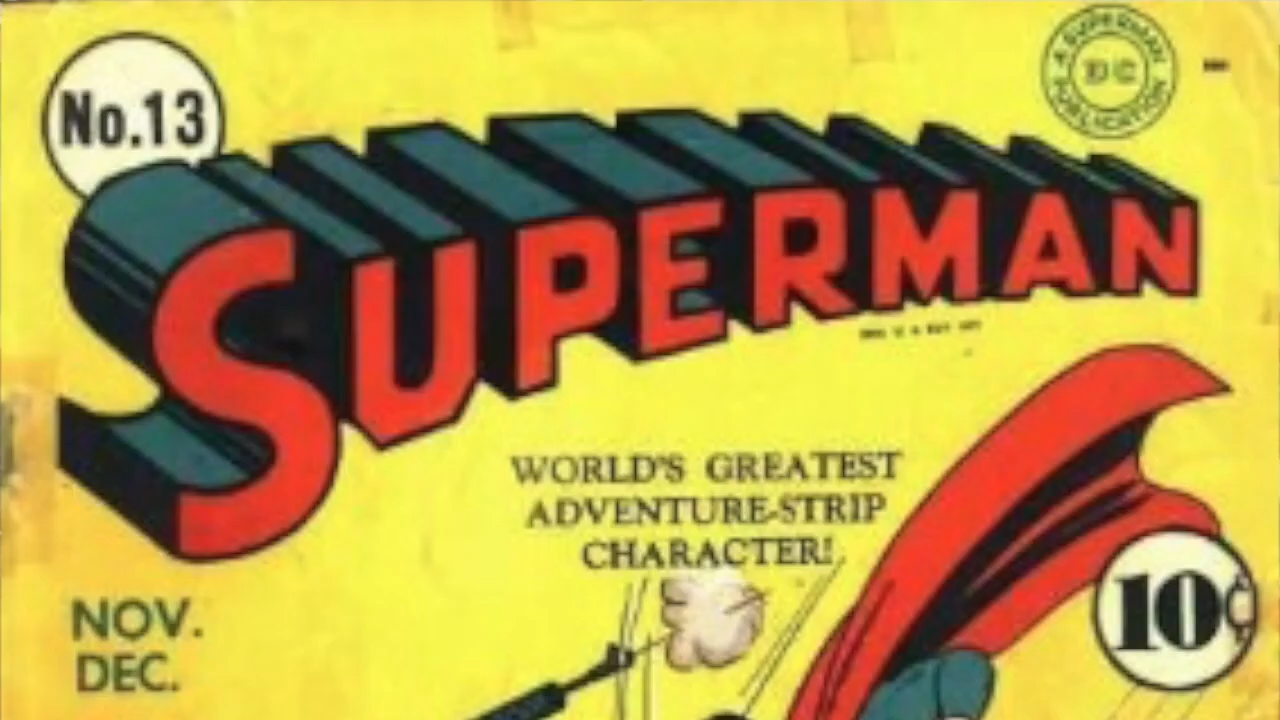 No.13
A SUPERMAN
DC
PUBLICATION
SUPERMAN
WORLD'S GREATEST
ADVENTURE-STRIP
CHARACTER!
10¢
NOV.
DEC.